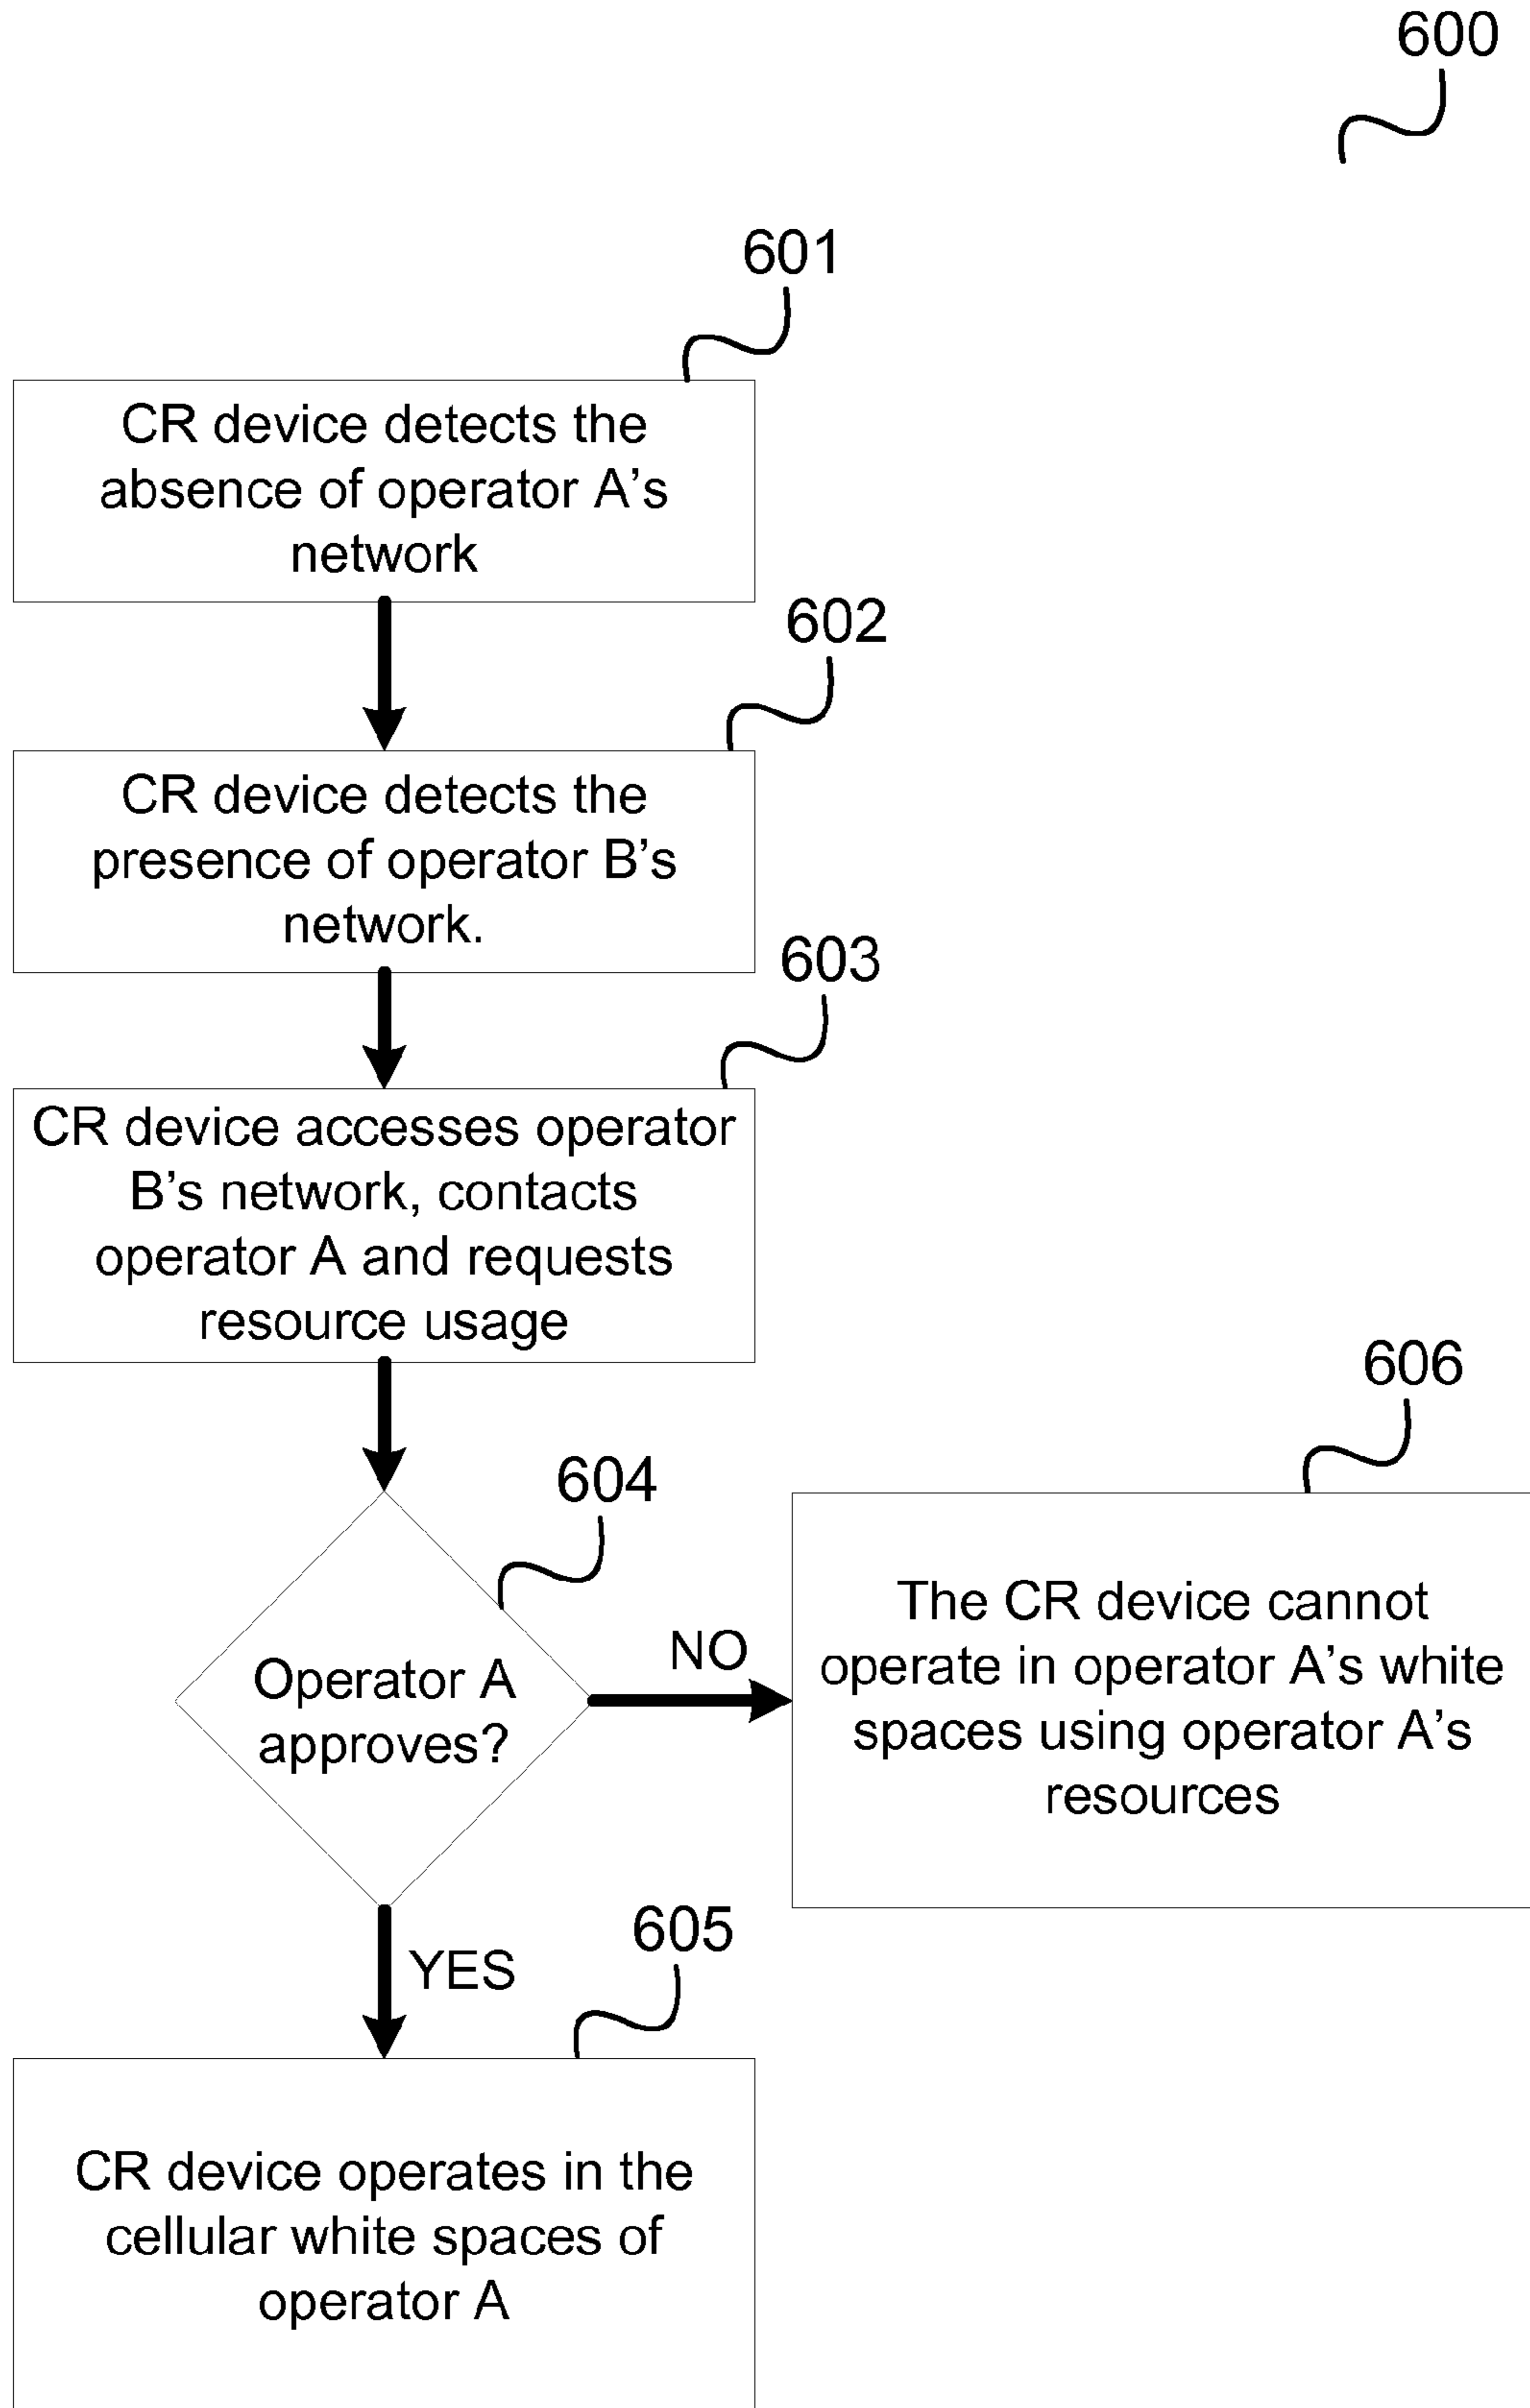 600
601
CR device detects the
absence of operator A's
network
602
CR device detects the
presence of operator B's
network.
603
CR device accesses operator
B's network, contacts
operator A and requests
resource usage
604
Operator A
approves?
NO
606
The CR device cannot
operate in operator A's white
spaces using operator A's
resources
YES
605
CR device operates in the
cellular white spaces of
operator A